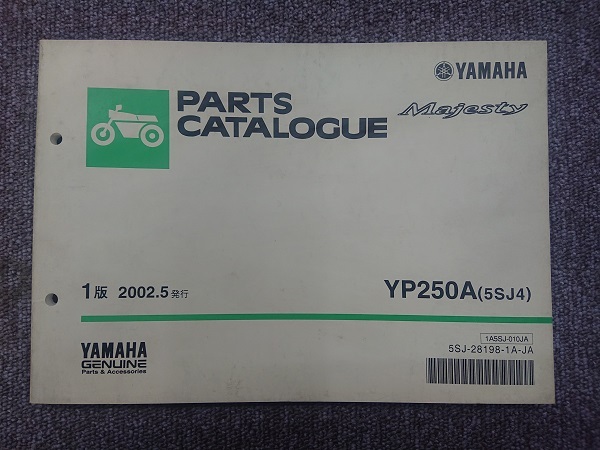 YAMAHA
PARTS
CATALOGUE
Majesty
1版 2002.5 発行
YP250A(5SJ4)
1A5SJ-010JA
5SJ-28198-1A-JA
YAMAHA
GENUINE
Parts & Accessories